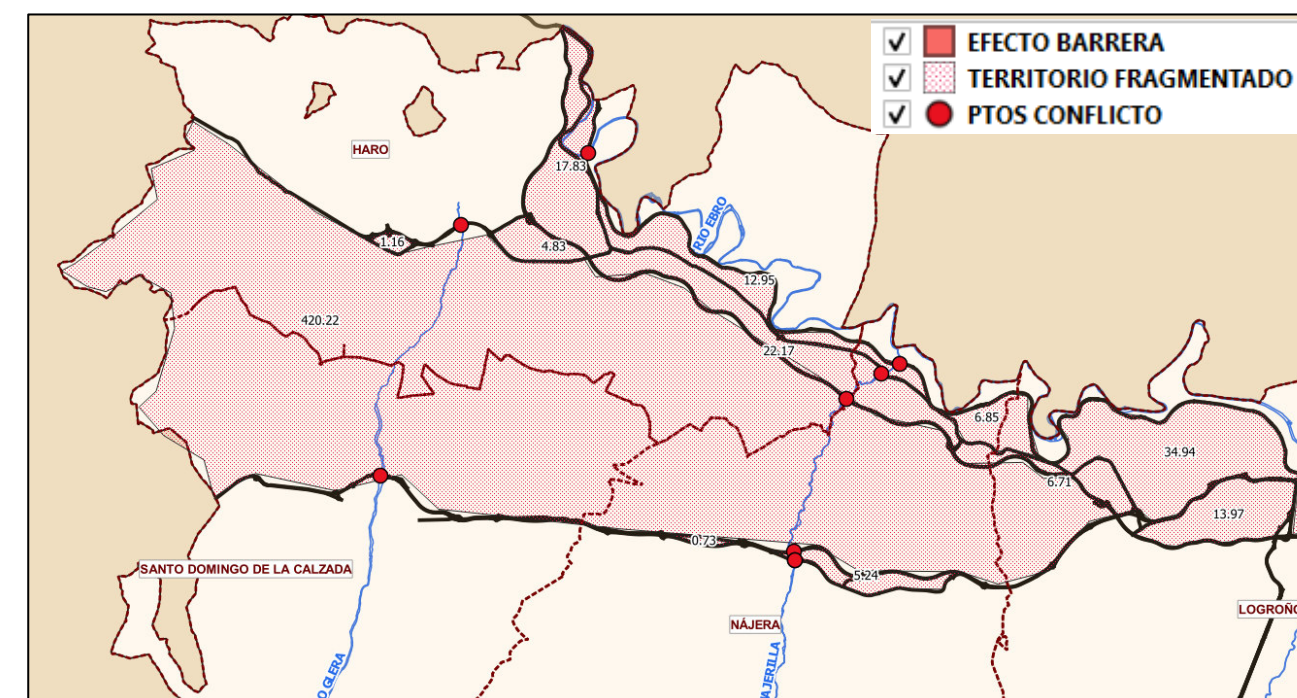 EFECTO BARRERA
TERRITORIO FRAGMENTADO
PTOS CONFLICTO
HARO
17.83
RIO EBRO
1.16
4.83
12.95
420.22
22.17
6.85
34.94
6.71
13.97
0.73
5.24
SANTO DOMINGO DE LA CALZADA
NÁJERA
LOGROÑO
O GLERA
AJERILLA